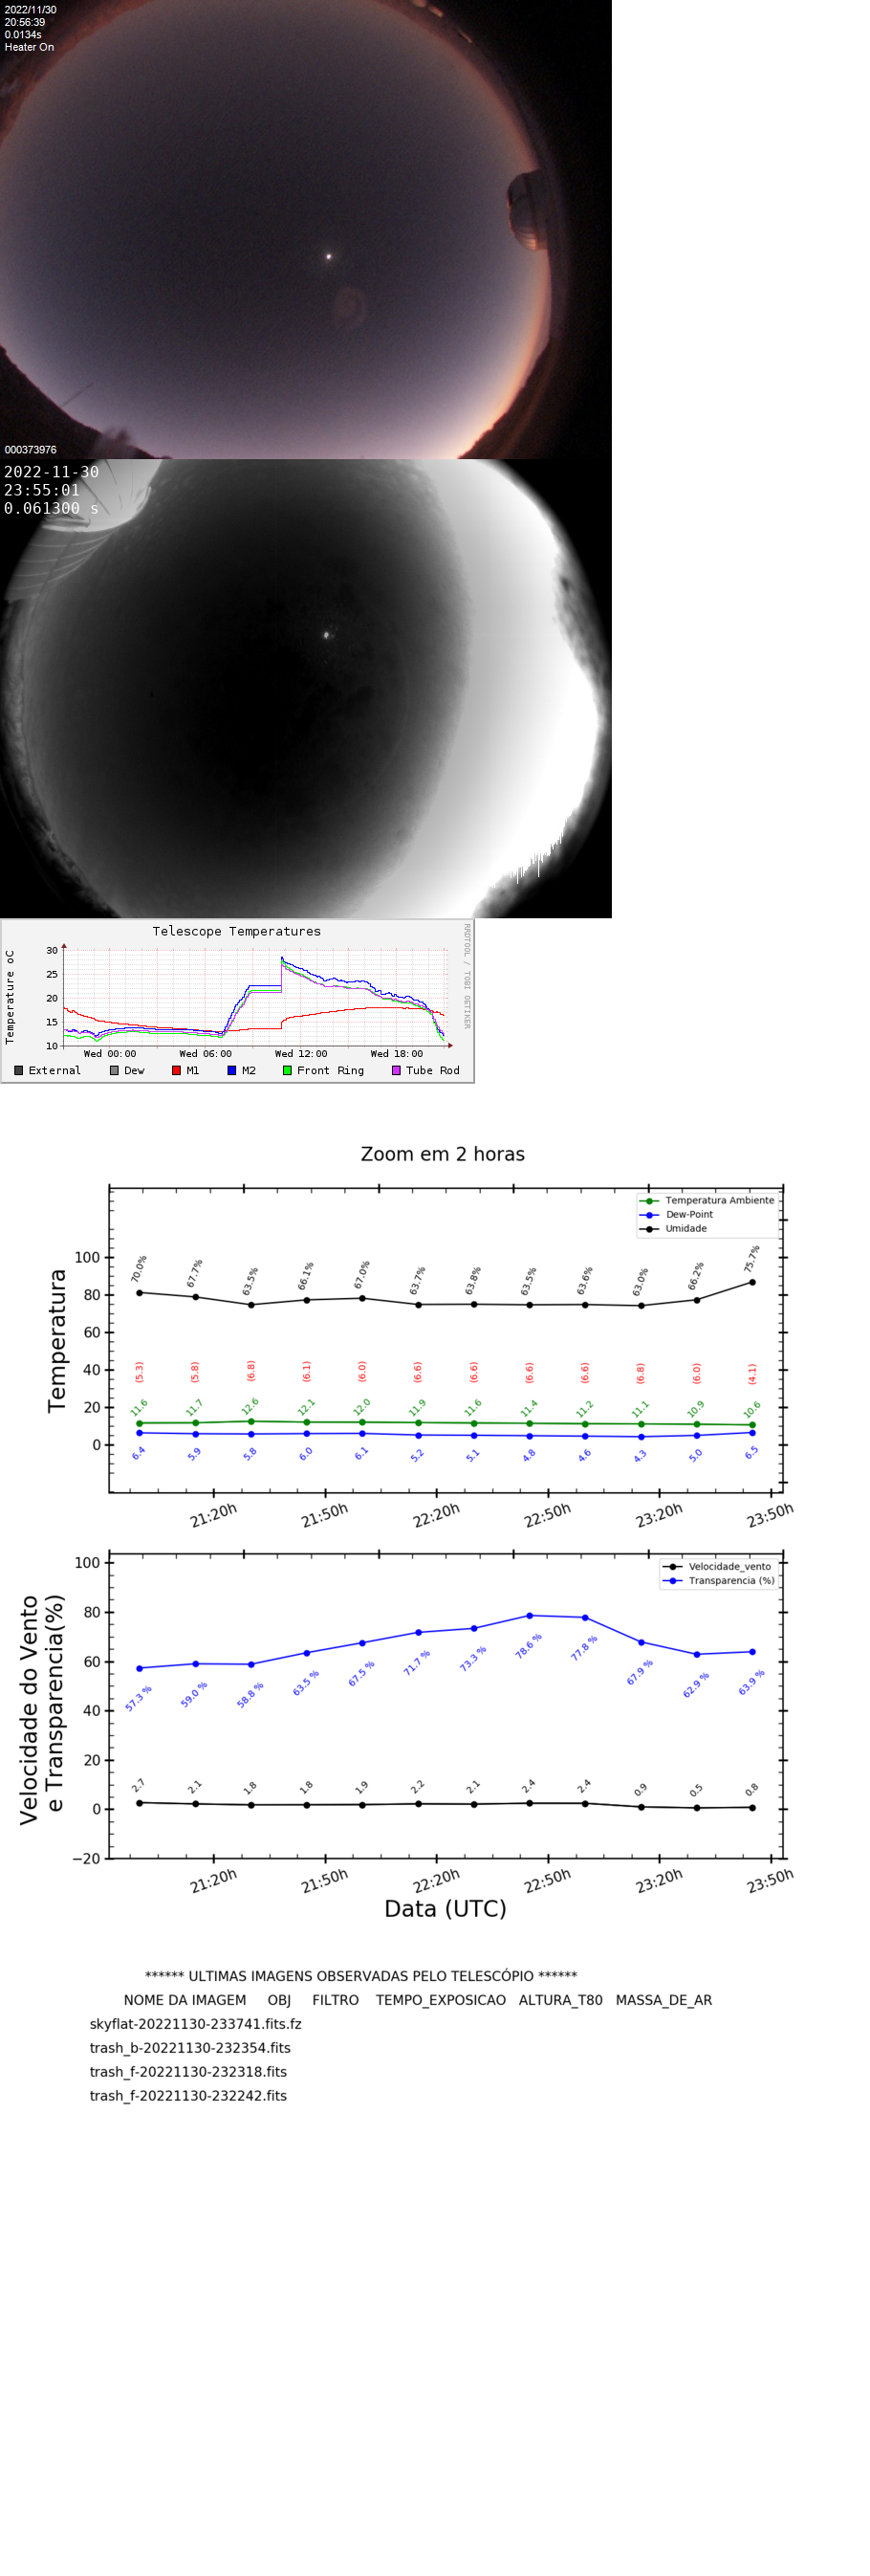 2022/11/30
20:56:39
0.0134s
Heater On
000373976
2022-11-30
23:55:01
0.061300 s
Telescope Temperatures
RRDTOOL / TOBI OETIKER
Temperature oC
30
25
20
15
10
Wed 00:00 Wed 06:00 Wed 12:00 Wed 18:00
External Dew M1 M2 Front Ring Tube Rod
Zoom em 2 horas
Temperatura Ambiente
Dew-Point
Umidade
Temperatura
100
80
60
40
20
0
70.0% 67.7% 63.5% 66.1% 67.0% 63.7% 63.8% 63.5% 63.6% 63.0% 66.2% 75.7%
(5.3) (5.8) (6.8) (6.1) (6.0) (6.6) (6.6) (6.6) (6.6) (6.8) (6.0) (4.1)
11.6 11.7 12.6 12.1 12.0 11.9 11.6 11.4 11.2 11.1 10.9 10.6
6.4 5.9 5.8 6.0 6.1 5.2 5.1 4.8 4.6 4.3 5.0 6.5
21:20h 21:50h 22:20h 22:50h 23:20h 23:50h
Velocidade_vento
Transparencia (%)
Velocidade do Vento
e Transparencia(%)
100
80
60
40
20
0
−20
57.3 % 59.0 % 58.8 % 63.5 % 67.5 % 71.7 % 73.3 % 78.6 % 77.8 % 67.9 % 62.9 % 63.9 %
2.7 2.1 1.8 1.8 1.9 2.2 2.1 2.4 2.4 0.9 0.5 0.8
21:20h 21:50h 22:20h 22:50h 23:20h 23:50h
Data (UTC)
****** ULTIMAS IMAGENS OBSERVADAS PELO TELESCÓPIO ******
NOME DA IMAGEM OBJ FILTRO TEMPO_EXPOSICAO ALTURA_T80 MASSA_DE_AR
skyflat-20221130-233741.fits.fz
trash_b-20221130-232354.fits
trash_f-20221130-232318.fits
trash_f-20221130-232242.fits